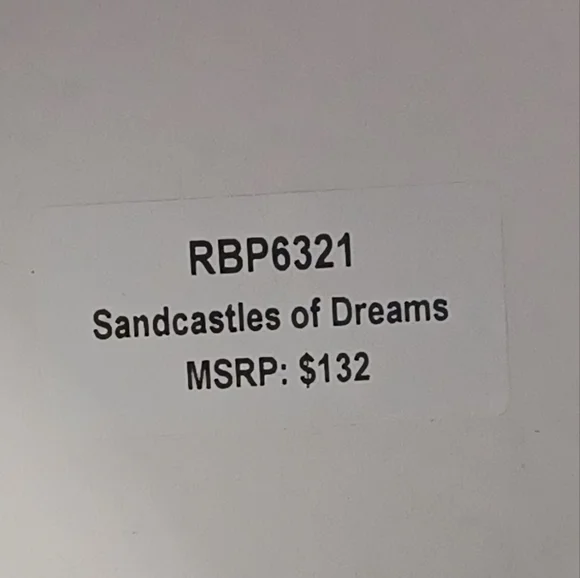 RBP6321
Sandcastles of Dreams
MSRP: $132